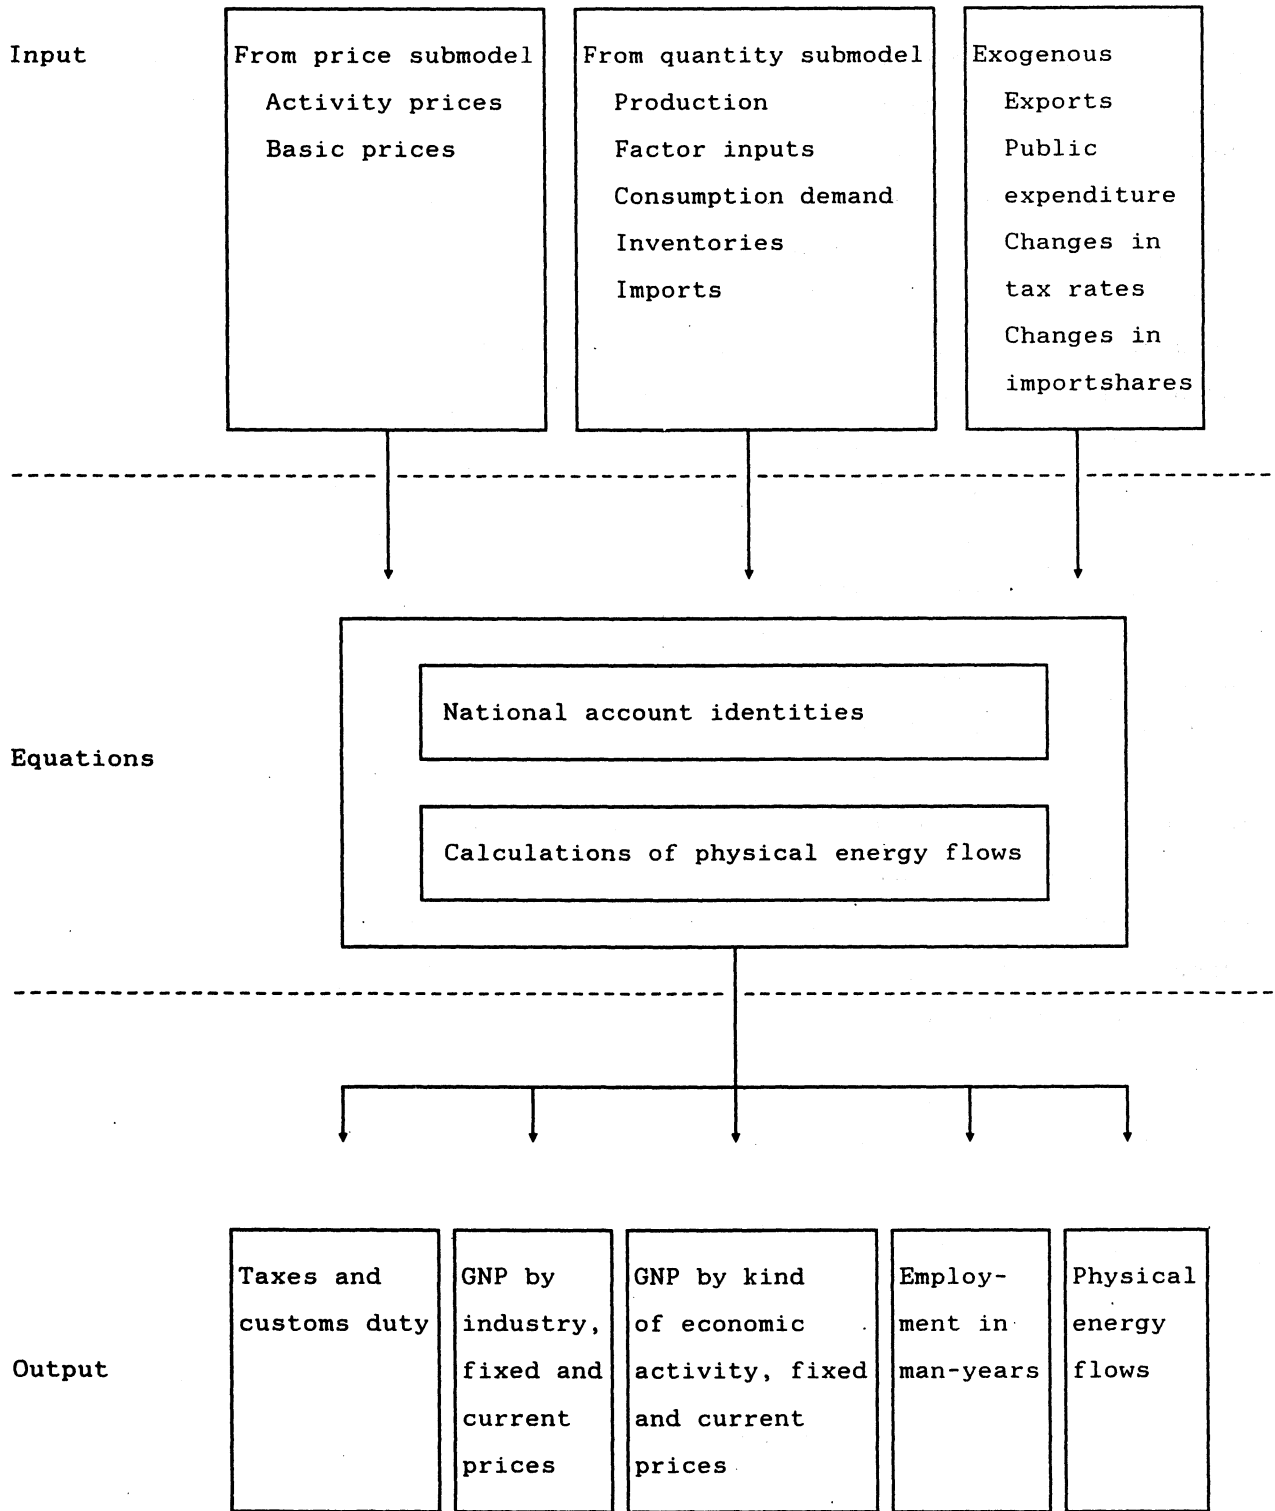 Input
From price submodel
Activity prices
Basic prices
From quantity submodel
Production
Factor inputs
Consumption demand
Inventories
Imports
Exogenous
Exports
Public
expenditure
Changes in
tax rates
Changes in
importshares
Equations
National account identities
Calculations of physical energy flows
Output
Taxes and
customs duty
GNP by
industry,
fixed and
current
prices
GNP by kind
of economic
activity, fixed
and current
prices
Employ-
ment in
man-years
Physical
energy
flows